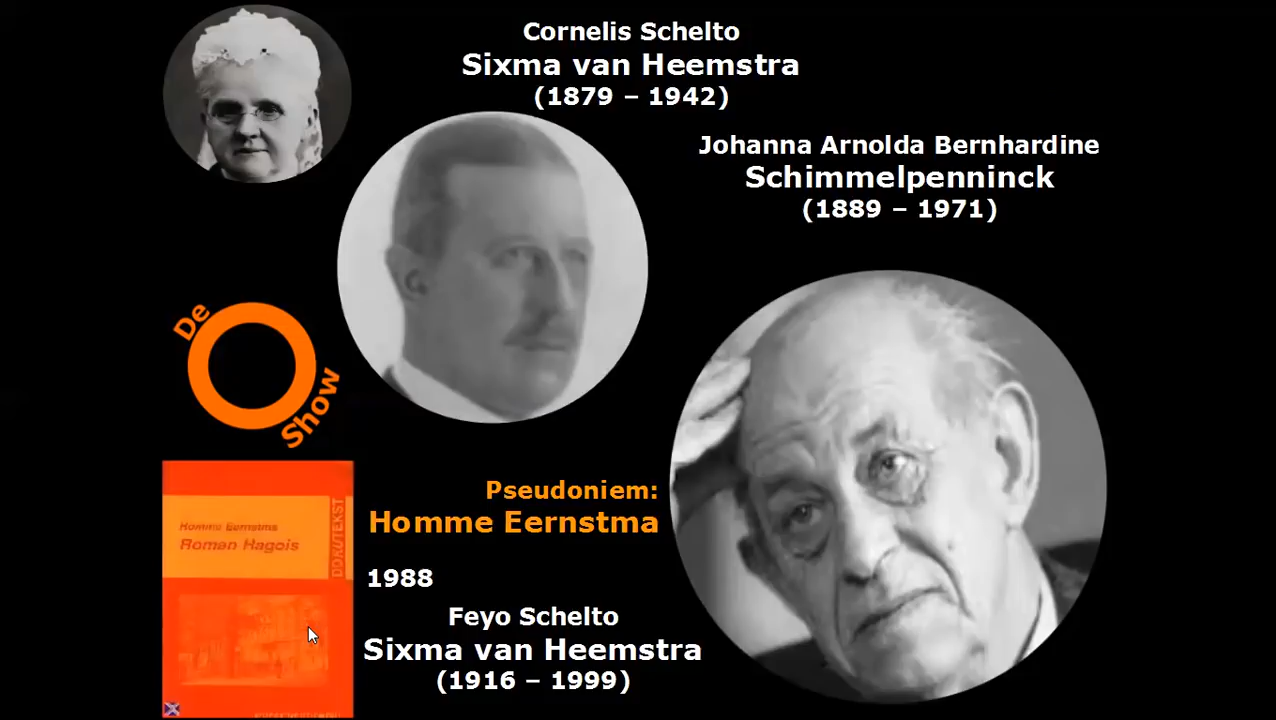 Cornelis Schelto
Sixma van Heemstra
(1879 – 1942)
Johanna Arnolda Bernhardine
Schimmelpenninck
(1889 – 1971)
De
Show
Pseudoniem:
Homme Eernstma
1988
Feyo Schelto
Sixma van Heemstra
(1916 – 1999)
Homme Eernstma
Roman Hagois
DOKUTEKST